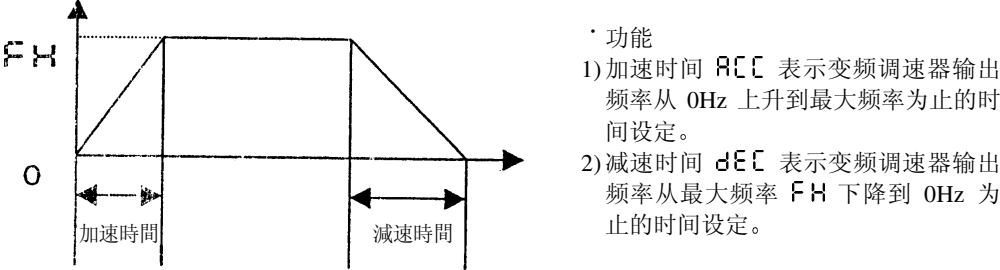 FH
0
加速時間
減速時間
·功能
1)加速时间 ACC 表示变频调速器输出
频率从 0Hz 上升到最大频率为止的时
间设定。
2)减速时间 dEC 表示变频调速器输出
频率从最大频率 FH 下降到 0Hz 为
止的时间设定。